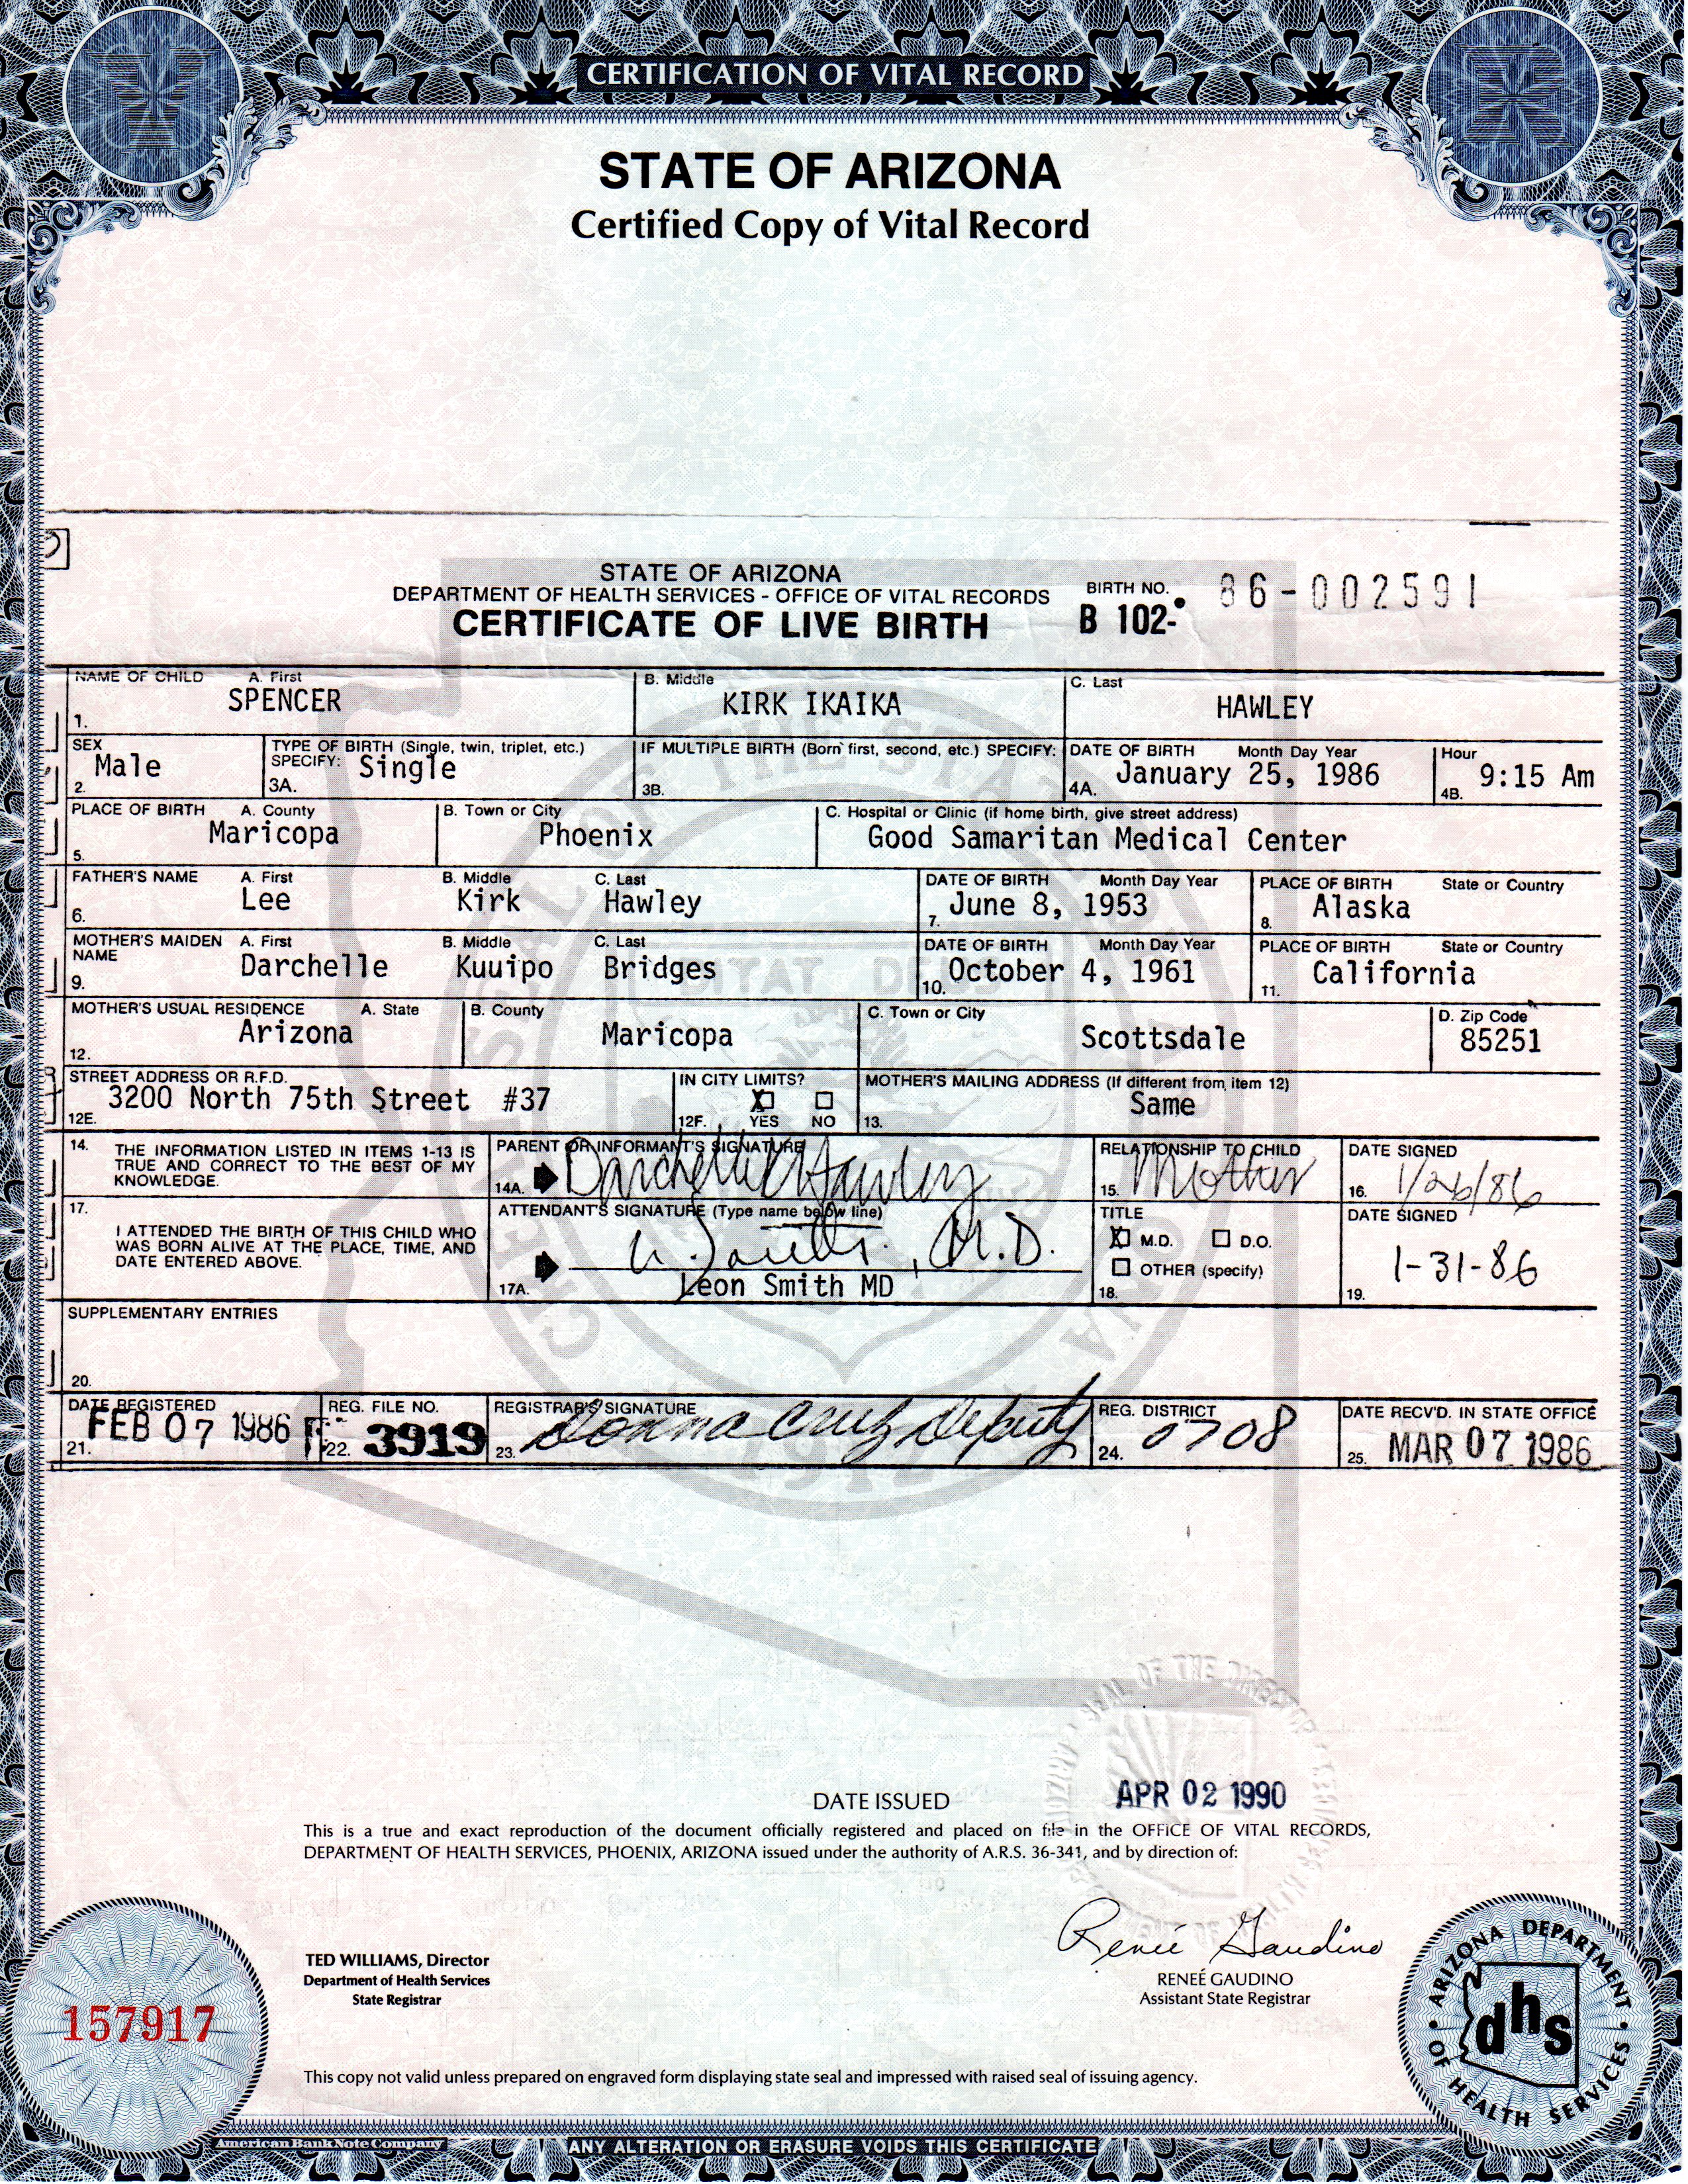 CERTIFICATION OF VITAL RECORD
STATE OF ARIZONA
Certified Copy of Vital Record
STATE OF ARIZONA
DEPARTMENT OF HEALTH SERVICES - OFFICE OF VITAL RECORDS
CERTIFICATE OF LIVE BIRTH
BIRTH NO.
B 102- 86-002591
NAME OF CHILD A. First B. Middle C. Last
1. SPENCER KIRK IKAIKA HAWLEY
SEX TYPE OF BIRTH (Single, twin, triplet, etc.) SPECIFY: IF MULTIPLE BIRTH (Born first, second, etc.) SPECIFY: DATE OF BIRTH Month Day Year Hour
2. Male 3A. Single 3B. 4A. January 25, 1986 4B. 9:15 Am
PLACE OF BIRTH A. County B. Town or City C. Hospital or Clinic (if home birth, give street address)
5. Maricopa Phoenix Good Samaritan Medical Center
FATHER'S NAME A. First B. Middle C. Last DATE OF BIRTH Month Day Year PLACE OF BIRTH State or Country
6. Lee Kirk Hawley 7. June 8, 1953 8. Alaska
MOTHER'S MAIDEN NAME A. First B. Middle C. Last DATE OF BIRTH Month Day Year PLACE OF BIRTH State or Country
9. Darchelle Kuuipo Bridges 10. October 4, 1961 11. California
MOTHER'S USUAL RESIDENCE A. State B. County C. Town or City D. Zip Code
12. Arizona Maricopa Scottsdale 85251
STREET ADDRESS OR R.F.D. IN CITY LIMITS? MOTHER'S MAILING ADDRESS (If different from item 12)
12E. 3200 North 75th Street #37 12F. X YES NO 13. Same
14. THE INFORMATION LISTED IN ITEMS 1-13 IS
TRUE AND CORRECT TO THE BEST OF MY
KNOWLEDGE.
PARENT OR INFORMANT'S SIGNATURE RELATIONSHIP TO CHILD DATE SIGNED
14A. Darchelle K Hawley 15. Mother 16. 1/26/86
17. I ATTENDED THE BIRTH OF THIS CHILD WHO
WAS BORN ALIVE AT THE PLACE, TIME, AND
DATE ENTERED ABOVE.
ATTENDANT'S SIGNATURE (Type name below line) TITLE DATE SIGNED
M.D. X M.D. D.O.
17A. Leon Smith MD 18. OTHER (specify) 19. 1-31-86
SUPPLEMENTARY ENTRIES
20.
DATE REGISTERED REG. FILE NO. REGISTRAR'S SIGNATURE REG. DISTRICT DATE RECV'D. IN STATE OFFICE
21. FEB 07 1986 22. 3919 23. Donna Cruz Deputy 24. 0708 25. MAR 07 1986
DATE ISSUED APR 02 1990
This is a true and exact reproduction of the document officially registered and placed on file in the OFFICE OF VITAL RECORDS,
DEPARTMENT OF HEALTH SERVICES, PHOENIX, ARIZONA issued under the authority of A.R.S. 36-341, and by direction of:
Reneé Gaudino
TED WILLIAMS, Director
Department of Health Services
State Registrar
RENEÉ GAUDINO
Assistant State Registrar
157917
ARIZONA DEPARTMENT OF HEALTH SERVICES
dhs
This copy not valid unless prepared on engraved form displaying state seal and impressed with raised seal of issuing agency.
American Bank Note Company
ANY ALTERATION OR ERASURE VOIDS THIS CERTIFICATE